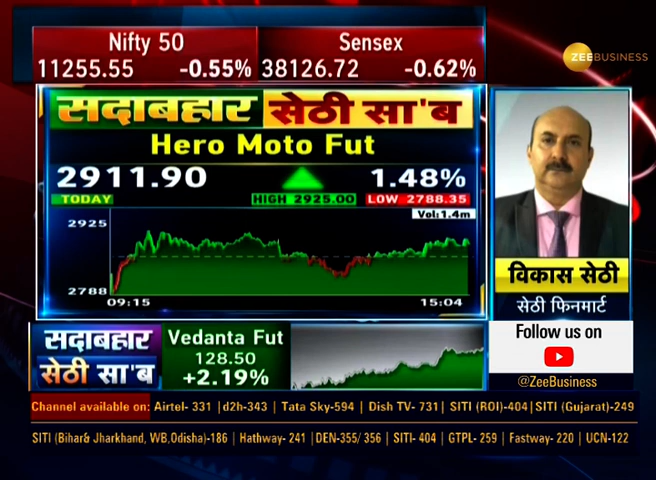 Nifty 50
11255.55 -0.55%
Sensex
38126.72 -0.62%
ZEEBUSINESS
सदाबहार सेठी सा'ब
Hero Moto Fut
2911.90 1.48%
TODAY HIGH 2925.00 LOW 2788.35
Vol:1.4m
2925
2788
09:15 15:04
विकास सेठी
सेठी फिनमार्ट
सदाबहार
सेठी सा'ब
Vedanta Fut
128.50
+2.19%
Follow us on
@ZeeBusiness
Channel available on: Airtel- 331 | d2h-343 | Tata Sky-594 | Dish TV- 731 | SITI (ROI)-404 | SITI (Gujarat)-249
SITI (Bihar& Jharkhand, WB,Odisha)-186 | Hathway- 241 | DEN-355/ 356 | SITI- 404 | GTPL- 259 | Fastway- 220 | UCN-122